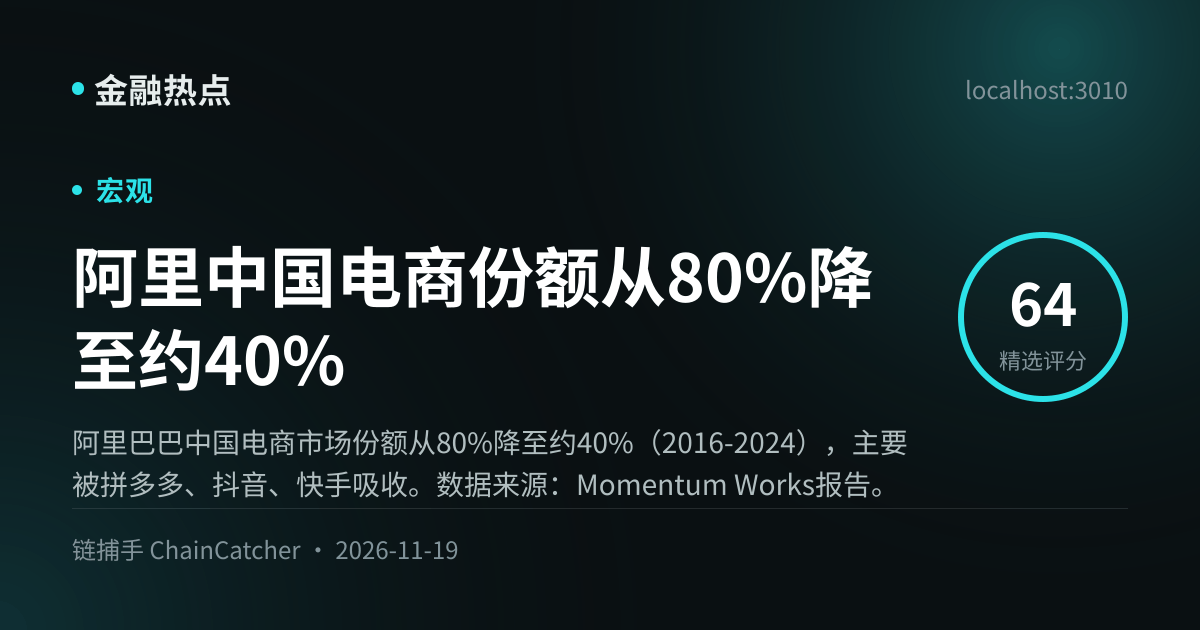 金融热点
localhost:3010
宏观
阿里中国电商份额从80%降
至约40%
64
精选评分
阿里巴巴中国电商市场份额从80%降至约40%（2016-2024），主要
被拼多多、抖音、快手吸收。数据来源：Momentum Works报告。
链捕手 ChainCatcher · 2026-11-19